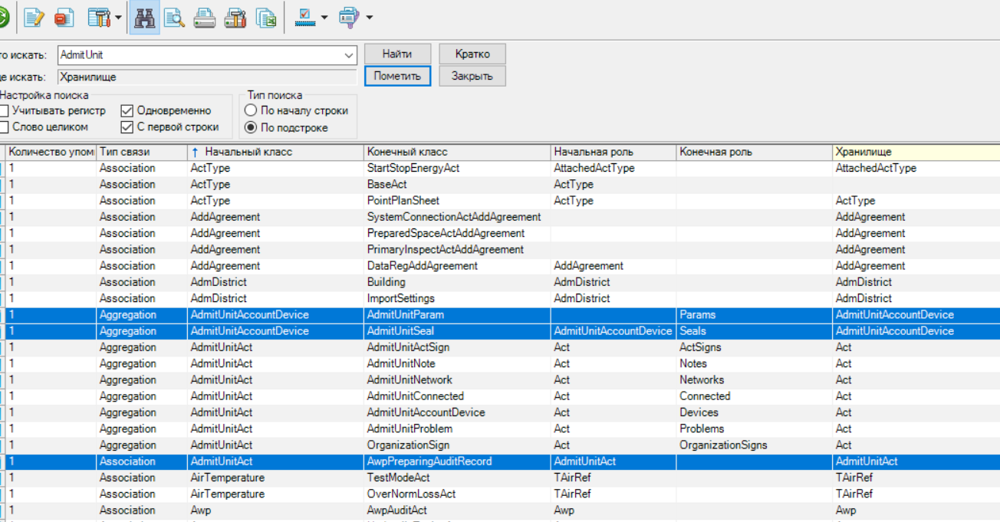 о искать: AdmitUnit Найти Кратко
е искать: Хранилище Пометить Закрыть
Настройка поиска Тип поиска
Учитывать регистр Одновременно По началу строки
Слово целиком С первой строки По подстроке
Количество упом Тип связи ↑ Начальный класс Конечный класс Начальная роль Конечная роль Хранилище
1 Association ActType StartStopEnergyAct AttachedActType AttachedActType
1 Association ActType BaseAct ActType
1 Association ActType PointPlanSheet ActType ActType
1 Association AddAgreement SystemConnectionActAddAgreement AddAgreement
1 Association AddAgreement PreparedSpaceActAddAgreement AddAgreement
1 Association AddAgreement PrimaryInspectActAddAgreement AddAgreement
1 Association AddAgreement DataRegAddAgreement AddAgreement AddAgreement
1 Association AdmDistrict Building AdmDistrict AdmDistrict
1 Association AdmDistrict ImportSettings AdmDistrict AdmDistrict
1 Aggregation AdmitUnitAccountDevice AdmitUnitParam Params AdmitUnitAccountDevice
1 Aggregation AdmitUnitAccountDevice AdmitUnitSeal AdmitUnitAccountDevice Seals AdmitUnitAccountDevice
1 Aggregation AdmitUnitAct AdmitUnitActSign Act ActSigns Act
1 Aggregation AdmitUnitAct AdmitUnitNote Act Notes Act
1 Aggregation AdmitUnitAct AdmitUnitNetwork Act Networks Act
1 Aggregation AdmitUnitAct AdmitUnitConnected Act Connected Act
1 Aggregation AdmitUnitAct AdmitUnitAccountDevice Act Devices Act
1 Aggregation AdmitUnitAct AdmitUnitProblem Act Problems Act
1 Aggregation AdmitUnitAct OrganizationSign Act OrganizationSigns Act
1 Association AdmitUnitAct AwpPreparingAuditRecord AdmitUnitAct AdmitUnitAct
1 Association AirTemperature TestModeAct TAirRef TAirRef
1 Association AirTemperature OverNormLossAct TAirRef TAirRef
1 Association Awp AwpAuditAct Awp Awp